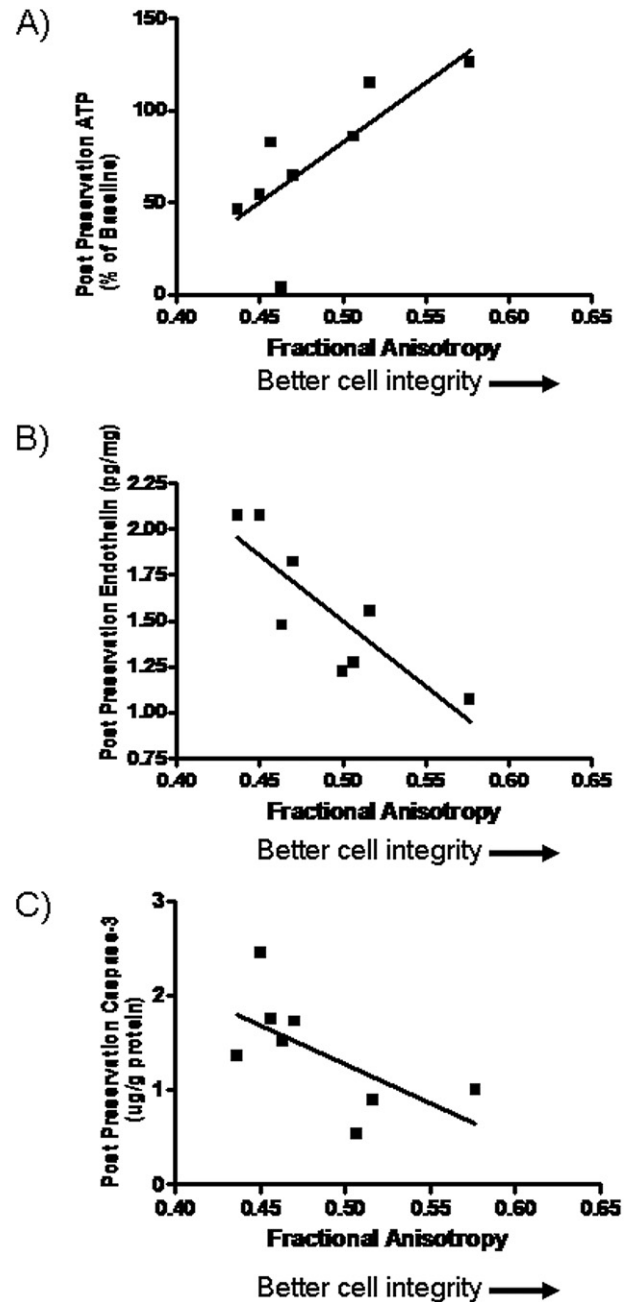 A)
Post Preservation ATP
(% of Baseline)
150
100
50
0
0.40 0.45 0.50 0.55 0.60 0.65
Fractional Anisotropy
Better cell integrity
B)
Post Preservation Endothelin (pg/mg)
2.25
2.00
1.75
1.50
1.25
1.00
0.75
0.40 0.45 0.50 0.55 0.60 0.65
Fractional Anisotropy
Better cell integrity
C)
Post Preservation Caspase-3
(ug/g protein)
3
2
1
0
0.40 0.45 0.50 0.55 0.60 0.65
Fractional Anisotropy
Better cell integrity